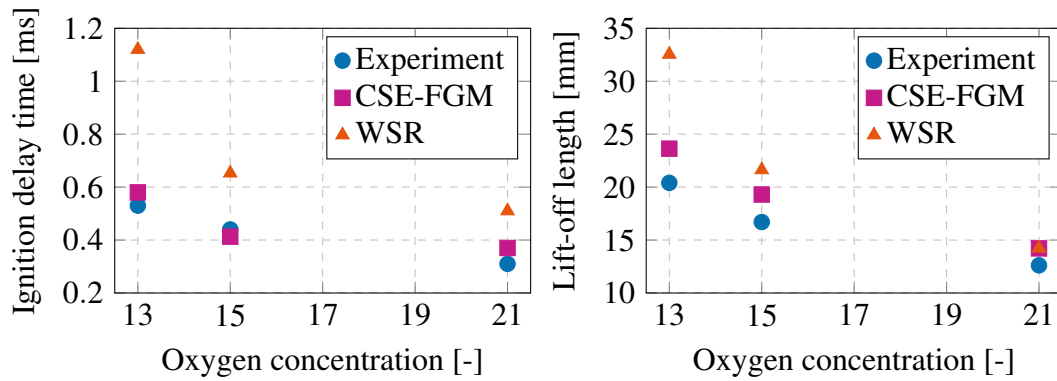 Ignition delay time [ms]
1.2
1
0.8
0.6
0.4
0.2
13 15 17 19 21
Oxygen concentration [-]
Experiment
CSE-FGM
WSR
Lift-off length [mm]
35
30
25
20
15
10
13 15 17 19 21
Oxygen concentration [-]
Experiment
CSE-FGM
WSR